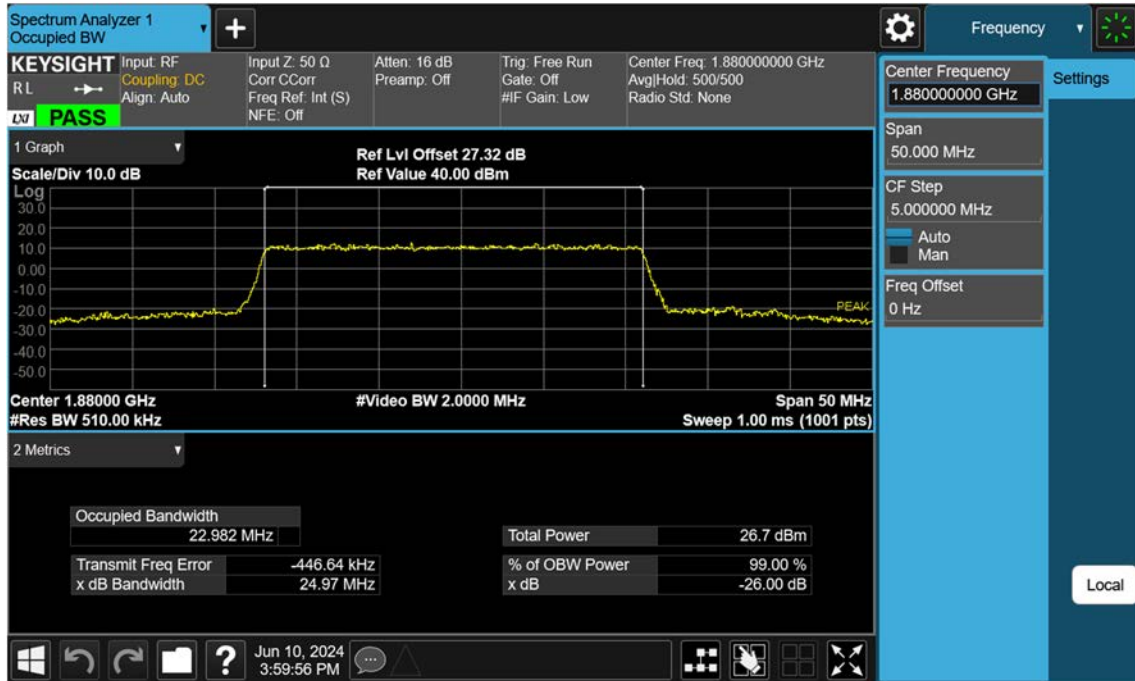 Spectrum Analyzer 1
Occupied BW
+
Frequency
KEYSIGHT
RL
LXI
PASS
Input: RF
Coupling: DC
Align: Auto
Input Z: 50 Ω
Corr CCorr
Freq Ref: Int (S)
NFE: Off
Atten: 16 dB
Preamp: Off
Trig: Free Run
Gate: Off
#IF Gain: Low
Center Freq: 1.880000000 GHz
Avg|Hold: 500/500
Radio Std: None
Center Frequency
1.880000000 GHz
Settings
Span
50.000 MHz
CF Step
5.000000 MHz
Auto
Man
Freq Offset
0 Hz
Local
1 Graph
Scale/Div 10.0 dB
Ref Lvl Offset 27.32 dB
Ref Value 40.00 dBm
Log
30.0
20.0
10.0
0.00
-10.0
-20.0
-30.0
-40.0
-50.0
PEAK
Center 1.88000 GHz
#Video BW 2.0000 MHz
Span 50 MHz
#Res BW 510.00 kHz
Sweep 1.00 ms (1001 pts)
2 Metrics
Occupied Bandwidth
22.982 MHz
Total Power 26.7 dBm
Transmit Freq Error -446.64 kHz
% of OBW Power 99.00 %
x dB Bandwidth 24.97 MHz
x dB -26.00 dB
?
Jun 10, 2024
3:59:56 PM